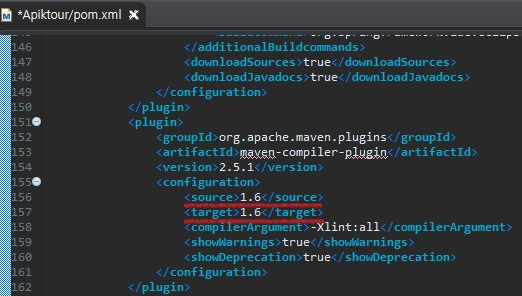 *Apiktour/pom.xml
146 </additionalBuildcommands>
147 <downloadSources>true</downloadSources>
148 <downloadJavadocs>true</downloadJavadocs>
149 </configuration>
150 </plugin>
151 <plugin>
152 <groupId>org.apache.maven.plugins</groupId>
153 <artifactId>maven-compiler-plugin</artifactId>
154 <version>2.5.1</version>
155 <configuration>
156 <source>1.6</source>
157 <target>1.6</target>
158 <compilerArgument>-Xlint:all</compilerArgument>
159 <showWarnings>true</showWarnings>
160 <showDeprecation>true</showDeprecation>
161 </configuration>
162 </plugin>